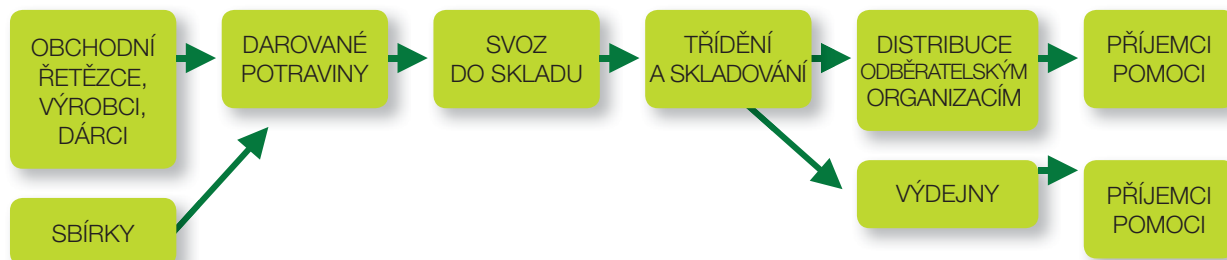 OBCHODNÍ
ŘETĚZCE,
VÝROBCI,
DÁRCI
SBÍRKY
DAROVANÉ
POTRAVINY
SVOZ
DO SKLADU
TŘÍDĚNÍ
A SKLADOVÁNÍ
DISTRIBUCE
ODBĚRATELSKÝM
ORGANIZACÍM
PŘÍJEMCI
POMOCI
VÝDEJNY
PŘÍJEMCI
POMOCI